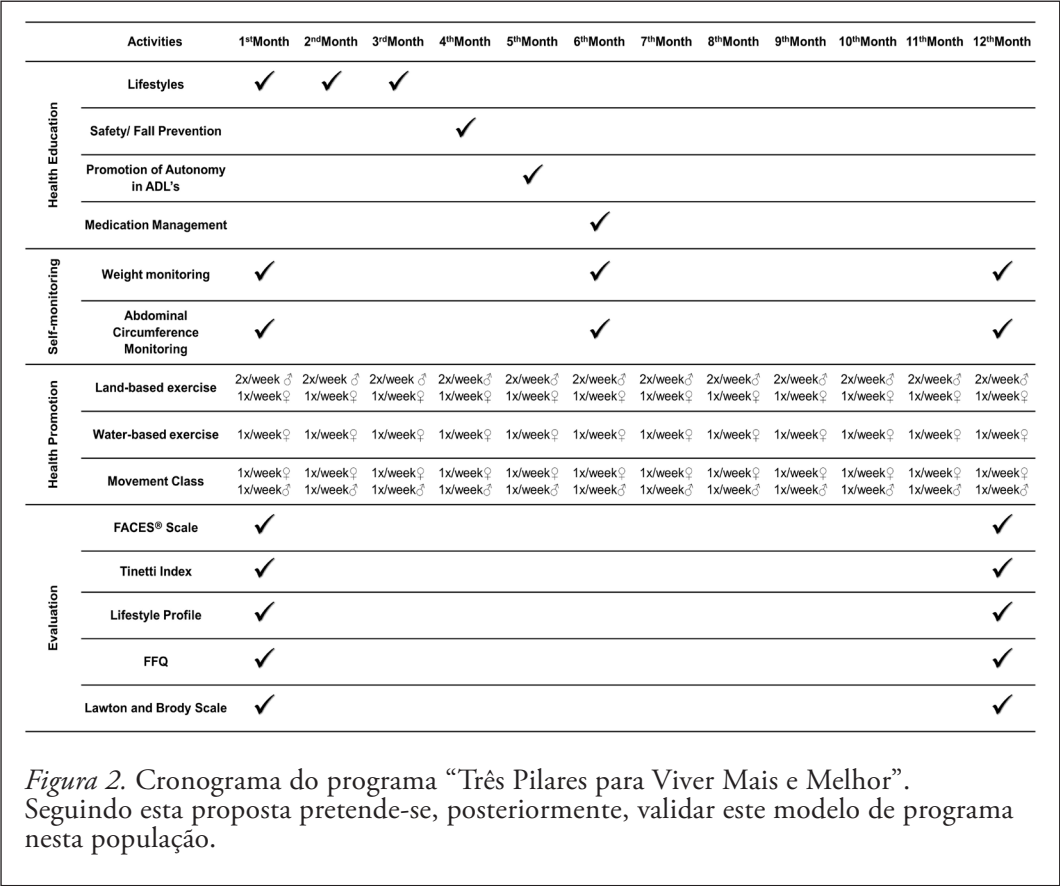 Activities 1stMonth 2ndMonth 3rdMonth 4thMonth 5thMonth 6thMonth 7thMonth 8thMonth 9thMonth 10thMonth 11thMonth 12thMonth
Health Education
Lifestyles ✓ ✓ ✓
Safety/ Fall Prevention ✓
Promotion of Autonomy
in ADL's ✓
Medication Management ✓
Self-monitoring
Weight monitoring ✓ ✓ ✓
Abdominal
Circumference
Monitoring ✓ ✓ ✓
Health Promotion
Land-based exercise
2x/week ♂ 2x/week ♂ 2x/week ♂ 2x/week♂ 2x/week♂ 2x/week♂ 2x/week♂ 2x/week♂ 2x/week♂ 2x/week♂ 2x/week♂ 2x/week♂
1x/week♀ 1x/week♀ 1x/week♀ 1x/week♀ 1x/week♀ 1x/week♀ 1x/week♀ 1x/week♀ 1x/week♀ 1x/week♀ 1x/week♀ 1x/week♀
Water-based exercise 1x/week♀ 1x/week♀ 1x/week♀ 1x/week♀ 1x/week♀ 1x/week♀ 1x/week♀ 1x/week♀ 1x/week♀ 1x/week♀ 1x/week♀ 1x/week♀
Movement Class
1x/week♀ 1x/week♀ 1x/week♀ 1x/week♀ 1x/week♀ 1x/week♀ 1x/week♀ 1x/week♀ 1x/week♀ 1x/week♀ 1x/week♀ 1x/week♀
1x/week♂ 1x/week♂ 1x/week♂ 1x/week♂ 1x/week♂ 1x/week♂ 1x/week♂ 1x/week♂ 1x/week♂ 1x/week♂ 1x/week♂ 1x/week♂
Evaluation
FACES® Scale ✓ ✓
Tinetti Index ✓ ✓
Lifestyle Profile ✓ ✓
FFQ ✓ ✓
Lawton and Brody Scale ✓ ✓
Figura 2. Cronograma do programa “Três Pilares para Viver Mais e Melhor”.
Seguindo esta proposta pretende-se, posteriormente, validar este modelo de programa
nesta população.